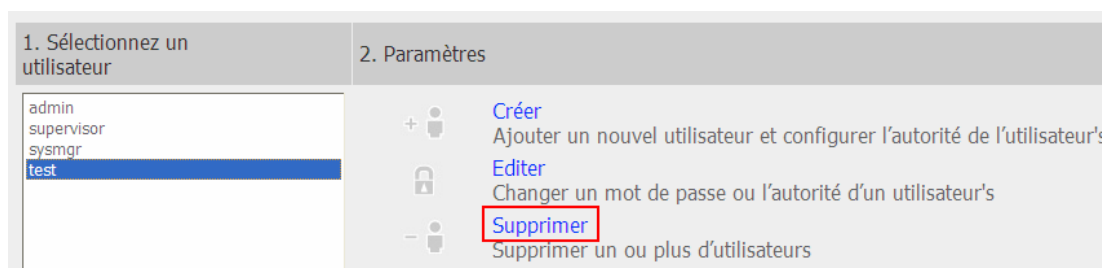 1. Sélectionnez un
utilisateur
2. Paramètres
admin
supervisor
sysmgr
test
Créer
Ajouter un nouvel utilisateur et configurer l’autorité de l’utilisateur's
Editer
Changer un mot de passe ou l’autorité d’un utilisateur's
Supprimer
Supprimer un ou plus d’utilisateurs